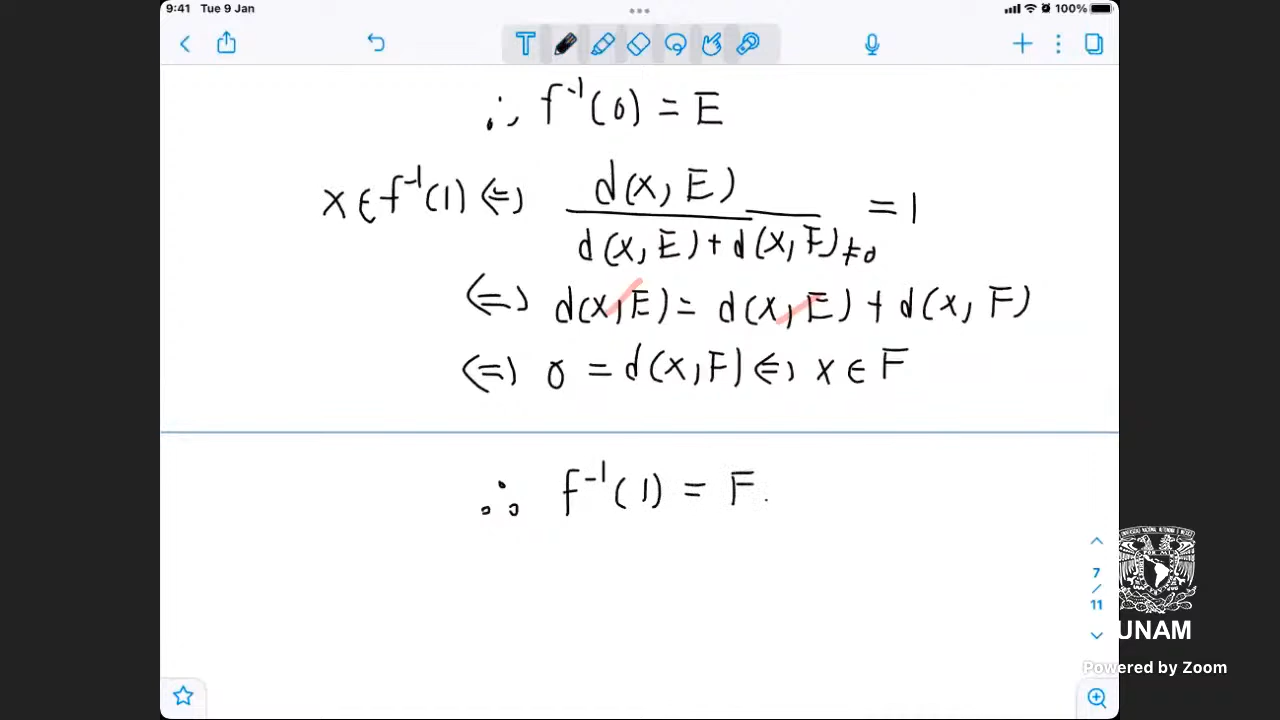 9:41 Tue 9 Jan 100%
T
∴ f⁻¹(0) = E
x ∈ f⁻¹(1) ⇔ d(x, E) / d(x, E) + d(x, F) ≠ 0 = 1
⇔ d(x, E) = d(x, E) + d(x, F)
⇔ 0 = d(x, F) ⇔ x ∈ F
∴ f⁻¹(1) = F.
7
/
11
UNAM
Powered by Zoom